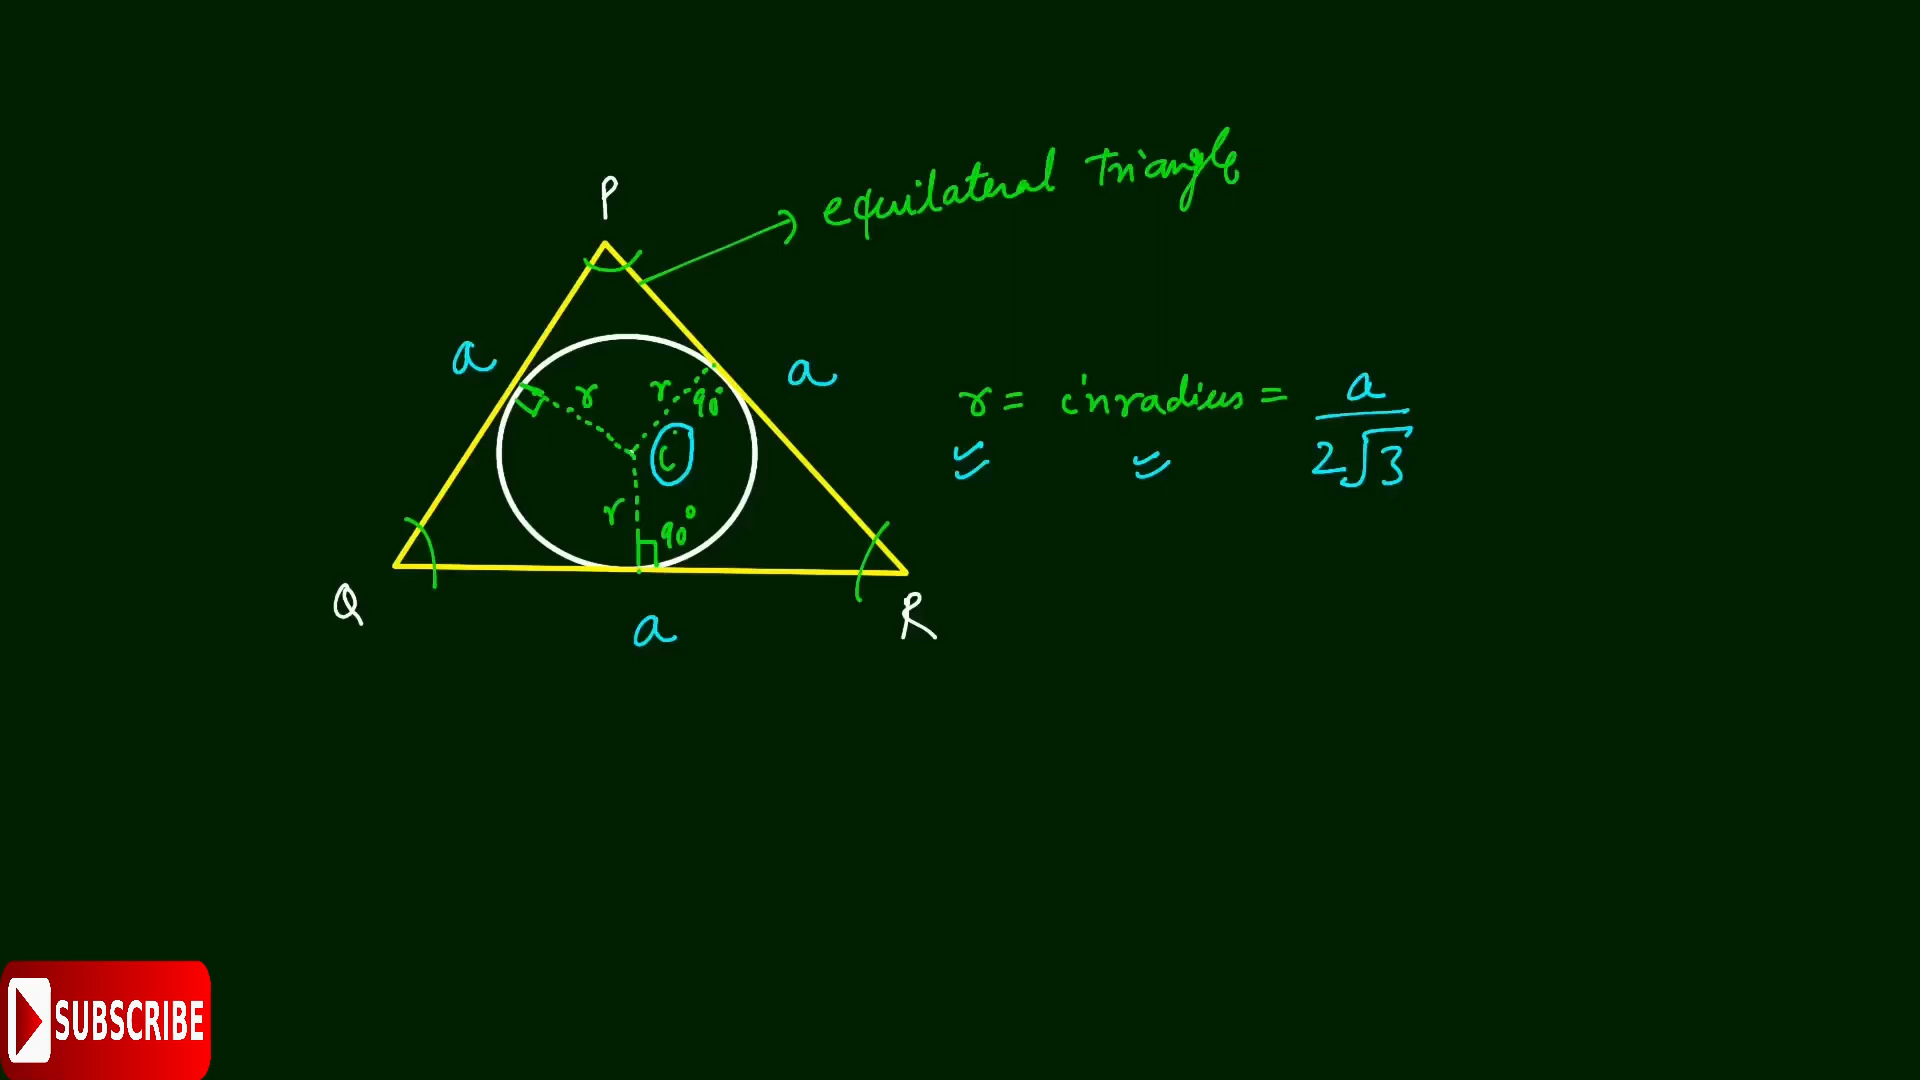 P
equilateral triangle
a
a
r
r
90°
r = inradius = a / 2√3
C
r
90°
Q
R
a
SUBSCRIBE